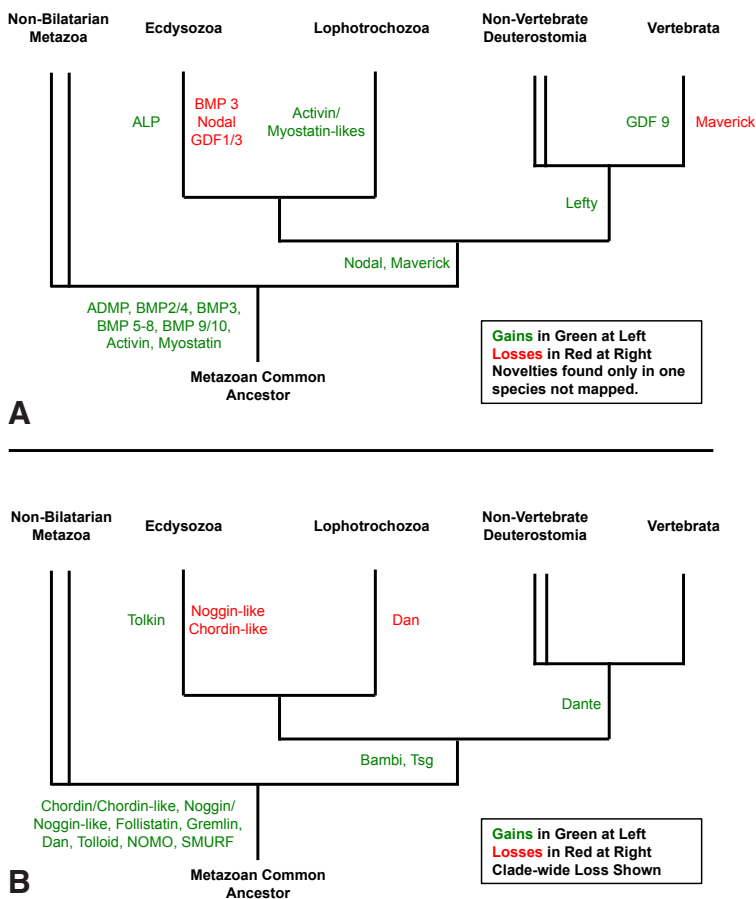 Non-Bilatarian
Metazoa
Ecdysozoa
Lophotrochozoa
Non-Vertebrate
Deuterostomia
Vertebrata
ALP
BMP 3
Nodal
GDF1/3
Activin/
Myostatin-likes
GDF 9
Maverick
Lefty
Nodal, Maverick
ADMP, BMP2/4, BMP3,
BMP 5-8, BMP 9/10,
Activin, Myostatin
Metazoan Common
Ancestor
Gains in Green at Left
Losses in Red at Right
Novelties found only in one
species not mapped.
A
Non-Bilatarian
Metazoa
Ecdysozoa
Lophotrochozoa
Non-Vertebrate
Deuterostomia
Vertebrata
Tolkin
Noggin-like
Chordin-like
Dan
Dante
Bambi, Tsg
Chordin/Chordin-like, Noggin/
Noggin-like, Follistatin, Gremlin,
Dan, Tolloid, NOMO, SMURF
Metazoan Common
Ancestor
Gains in Green at Left
Losses in Red at Right
Clade-wide Loss Shown
B